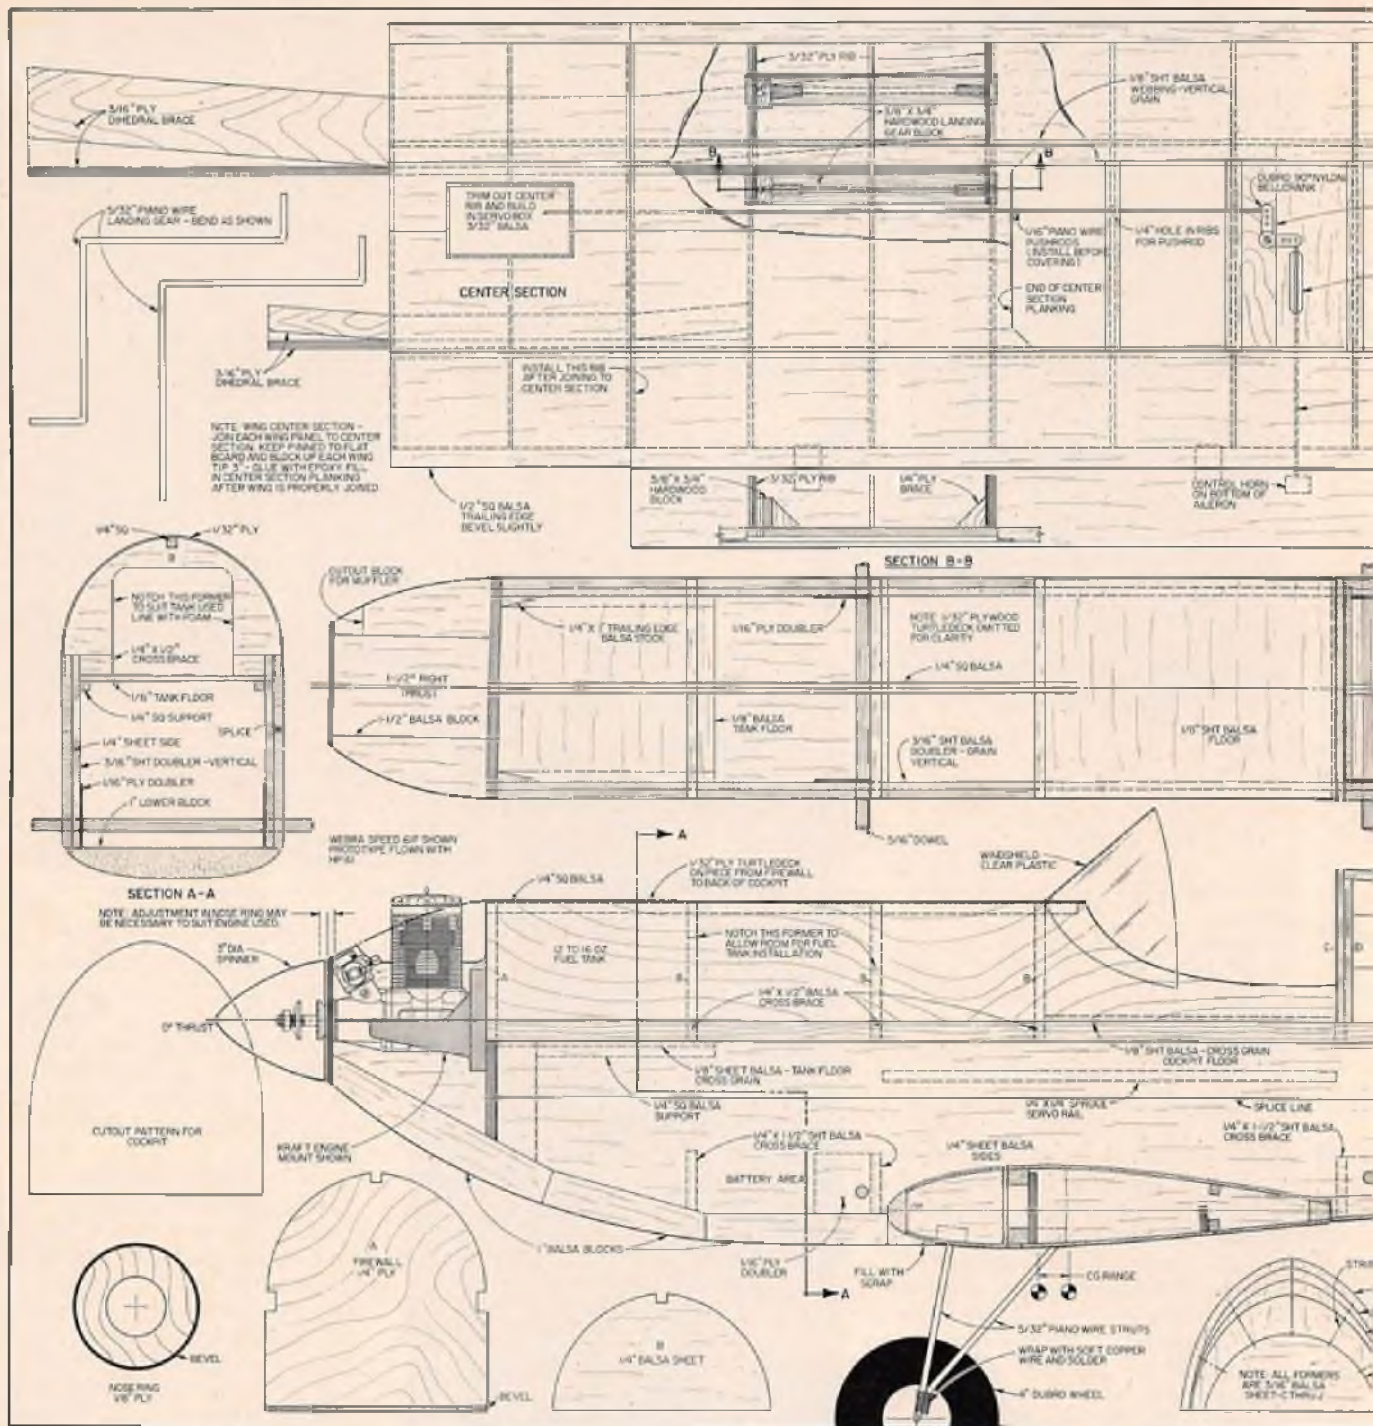 3/16" PLY
DIHEDRAL BRACE
5/32" PIANO WIRE
LANDING GEAR - BEND AS SHOWN
3/16" PLY
DIHEDRAL BRACE
3/32" PLY RIB
3/8" X 3/4"
HARDWOOD LANDING
GEAR BLOCK
1/8" SHT BALSA
WEBBING-VERTICAL
GRAIN
B
B
TRIM OUT CENTER
RIB AND BUILD
IN SERVO BOX
3/32" BALSA
CENTER SECTION
1/16" PIANO WIRE
PUSHRODS
(INSTALL BEFORE
COVERING)
1/4" HOLE IN RIBS
FOR PUSHROD
DUBRO 90° NYLON
BELLCRANK
END OF CENTER
SECTION
PLANKING
INSTALL THIS RIB
AFTER JOINING TO
CENTER SECTION
NOTE: WING CENTER SECTION -
JOIN EACH WING PANEL TO CENTER
SECTION. KEEP PINNED TO FLAT
BOARD AND BLOCK UP EACH WING
TIP 3" - GLUE WITH EPOXY. FILL
IN CENTER SECTION PLANKING
AFTER WING IS PROPERLY JOINED
1/2" SQ BALSA
TRAILING EDGE
BEVEL SLIGHTLY
3/8" X 3/4"
HARDWOOD
BLOCK
3/32" PLY RIB
1/4" PLY
BRACE
CONTROL HORN
ON BOTTOM OF
AILERON
SECTION B-B
1/4" SQ
1/32" PLY
B
NOTCH THIS FORMER
TO SUIT TANK USED
LINE WITH FOAM
1/4" X 1/2"
CROSS BRACE
1/8" TANK FLOOR
1/4" SQ SUPPORT
SPLICE
1/4" SHEET SIDE
3/16" SHT DOUBLER-VERTICAL
1/16" PLY DOUBLER
1" LOWER BLOCK
SECTION A-A
CUTOUT BLOCK
FOR MUFFLER
1/4" X 1" TRAILING EDGE
BALSA STOCK
1/16" PLY DOUBLER
NOTE: 1/32" PLYWOOD
TURTLEDECK OMITTED
FOR CLARITY
1/4" SQ BALSA
1-1/2° RIGHT
THRUST
1-1/2" BALSA BLOCK
1/8" BALSA
TANK FLOOR
3/16" SHT BALSA
DOUBLER-GRAIN
VERTICAL
1/8" SHT BALSA
FLOOR
5/16" DOWEL
WEBRA SPEED 61F SHOWN
PROTOTYPE FLOWN WITH
HP 61
A
1/4" SQ BALSA
1/32" PLY TURTLEDECK
ON PIECE FROM FIREWALL
TO BACK OF COCKPIT
WINDSHIELD
CLEAR PLASTIC
NOTE: ADJUSTMENT IN NOSE RING MAY
BE NECESSARY TO SUIT ENGINE USED.
3" DIA
SPINNER
0° THRUST
12 TO 16 OZ
FUEL TANK
A
B
B
B
NOTCH THIS FORMER TO
ALLOW ROOM FOR FUEL
TANK INSTALLATION
1/4" X 1/2" BALSA
CROSS BRACE
1/8" SHEET BALSA - TANK FLOOR
CROSS GRAIN
1/4" SQ BALSA
SUPPORT
1/8" SHT BALSA - CROSS GRAIN
COCKPIT FLOOR
1/4" X 1/4" SPRUCE
SERVO RAIL
SPLICE LINE
1/4" X 1-1/2" SHT BALSA
CROSS BRACE
CUTOUT PATTERN FOR
COCKPIT
KRAFT ENGINE
MOUNT SHOWN
1/4" X 1-1/2" SHT BALSA
CROSS BRACE
BATTERY AREA
1/4" SHEET BALSA
SIDES
1" BALSA BLOCKS
1/16" PLY
DOUBLER
A
FILL WITH
SCRAP
CG RANGE
5/32" PIANO WIRE STRUTS
WRAP WITH SOFT COPPER
WIRE AND SOLDER
4" DUBRO WHEEL
BEVEL
NOSE RING
1/8" PLY
A
FIREWALL
1/4" PLY
BEVEL
B
1/4" BALSA SHEET
NOTE: ALL FORMERS
ARE 3/16" BALSA
SHEET-C THRU J